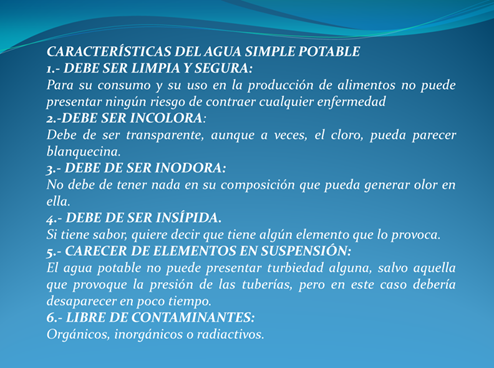 CARACTERÍSTICAS DEL AGUA SIMPLE POTABLE
1.- DEBE SER LIMPIA Y SEGURA:
Para su consumo y su uso en la producción de alimentos no puede
presentar ningún riesgo de contraer cualquier enfermedad
2.-DEBE SER INCOLORA:
Debe de ser transparente, aunque a veces, el cloro, pueda parecer
blanquecina.
3.- DEBE DE SER INODORA:
No debe de tener nada en su composición que pueda generar olor en
ella.
4.- DEBE DE SER INSÍPIDA.
Si tiene sabor, quiere decir que tiene algún elemento que lo provoca.
5.- CARECER DE ELEMENTOS EN SUSPENSIÓN:
El agua potable no puede presentar turbiedad alguna, salvo aquella
que provoque la presión de las tuberías, pero en este caso debería
desaparecer en poco tiempo.
6.- LIBRE DE CONTAMINANTES:
Orgánicos, inorgánicos o radiactivos.